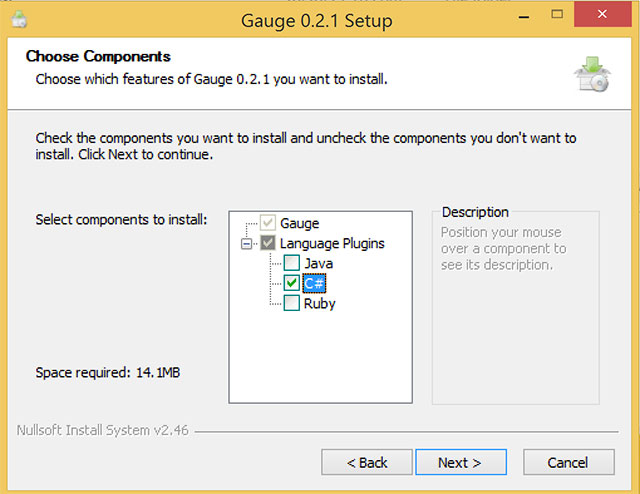 Gauge 0.2.1 Setup
Choose Components
Choose which features of Gauge 0.2.1 you want to install.
Check the components you want to install and uncheck the components you don't want to
install. Click Next to continue.
Select components to install:
Gauge
Language Plugins
Java
C#
Ruby
Description
Position your mouse
over a component to
see its description.
Space required: 14.1MB
Nullsoft Install System v2.46
< Back
Next >
Cancel